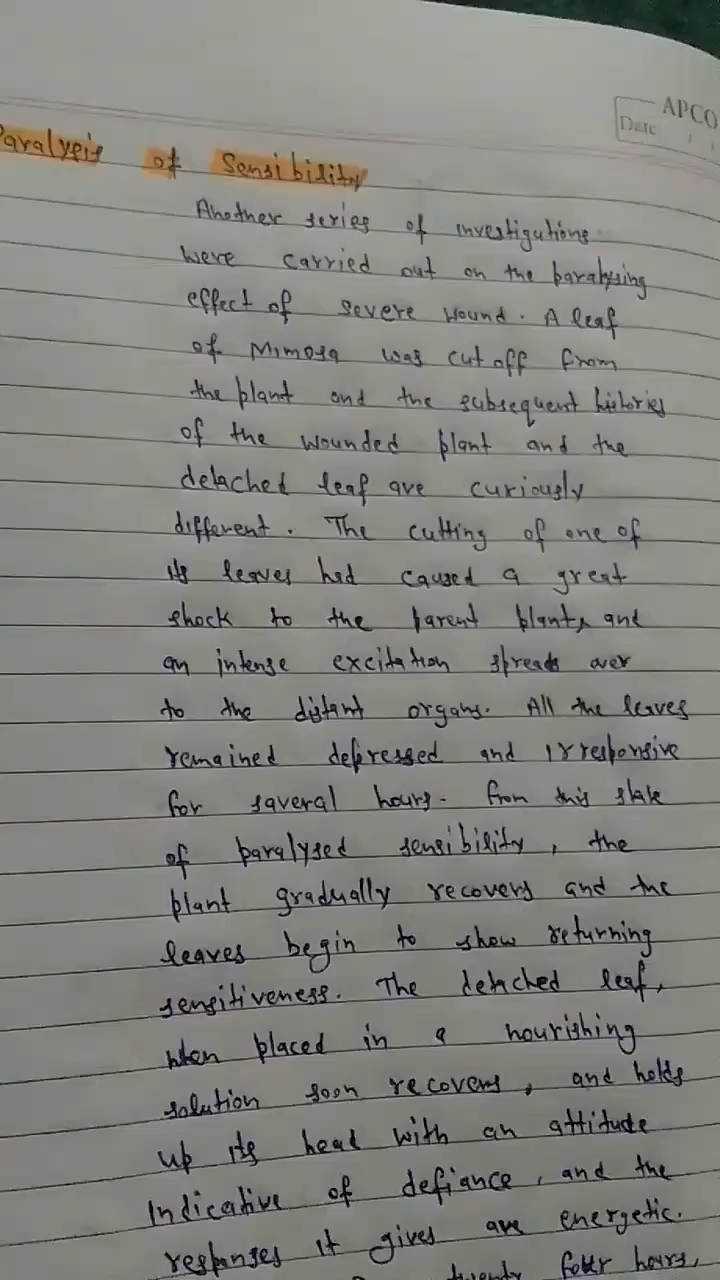 APCO
Date
Paralysis of Sensibility
Another series of investigations
were carried out on the paralysing
effect of severe wound. A leaf
of Mimosa was cut off from
the plant and the subsequent histories
of the wounded plant and the
detached leaf are curiously
different. The cutting of one of
its leaves had caused a great
shock to the parent plant, and
an intense excitation spreads over
to the distant organs. All the leaves
remained depressed and irresponsive
for saveral hours. from this state
of paralysed sensibility, the
plant gradually recovers and the
leaves begin to show returning
sensitiveness. The detached leaf,
when placed in a nourishing
solution soon recovers, and holds
up its head with an attitude
indicative of defiance, and the
responses it gives are energetic.
twenty four hours,